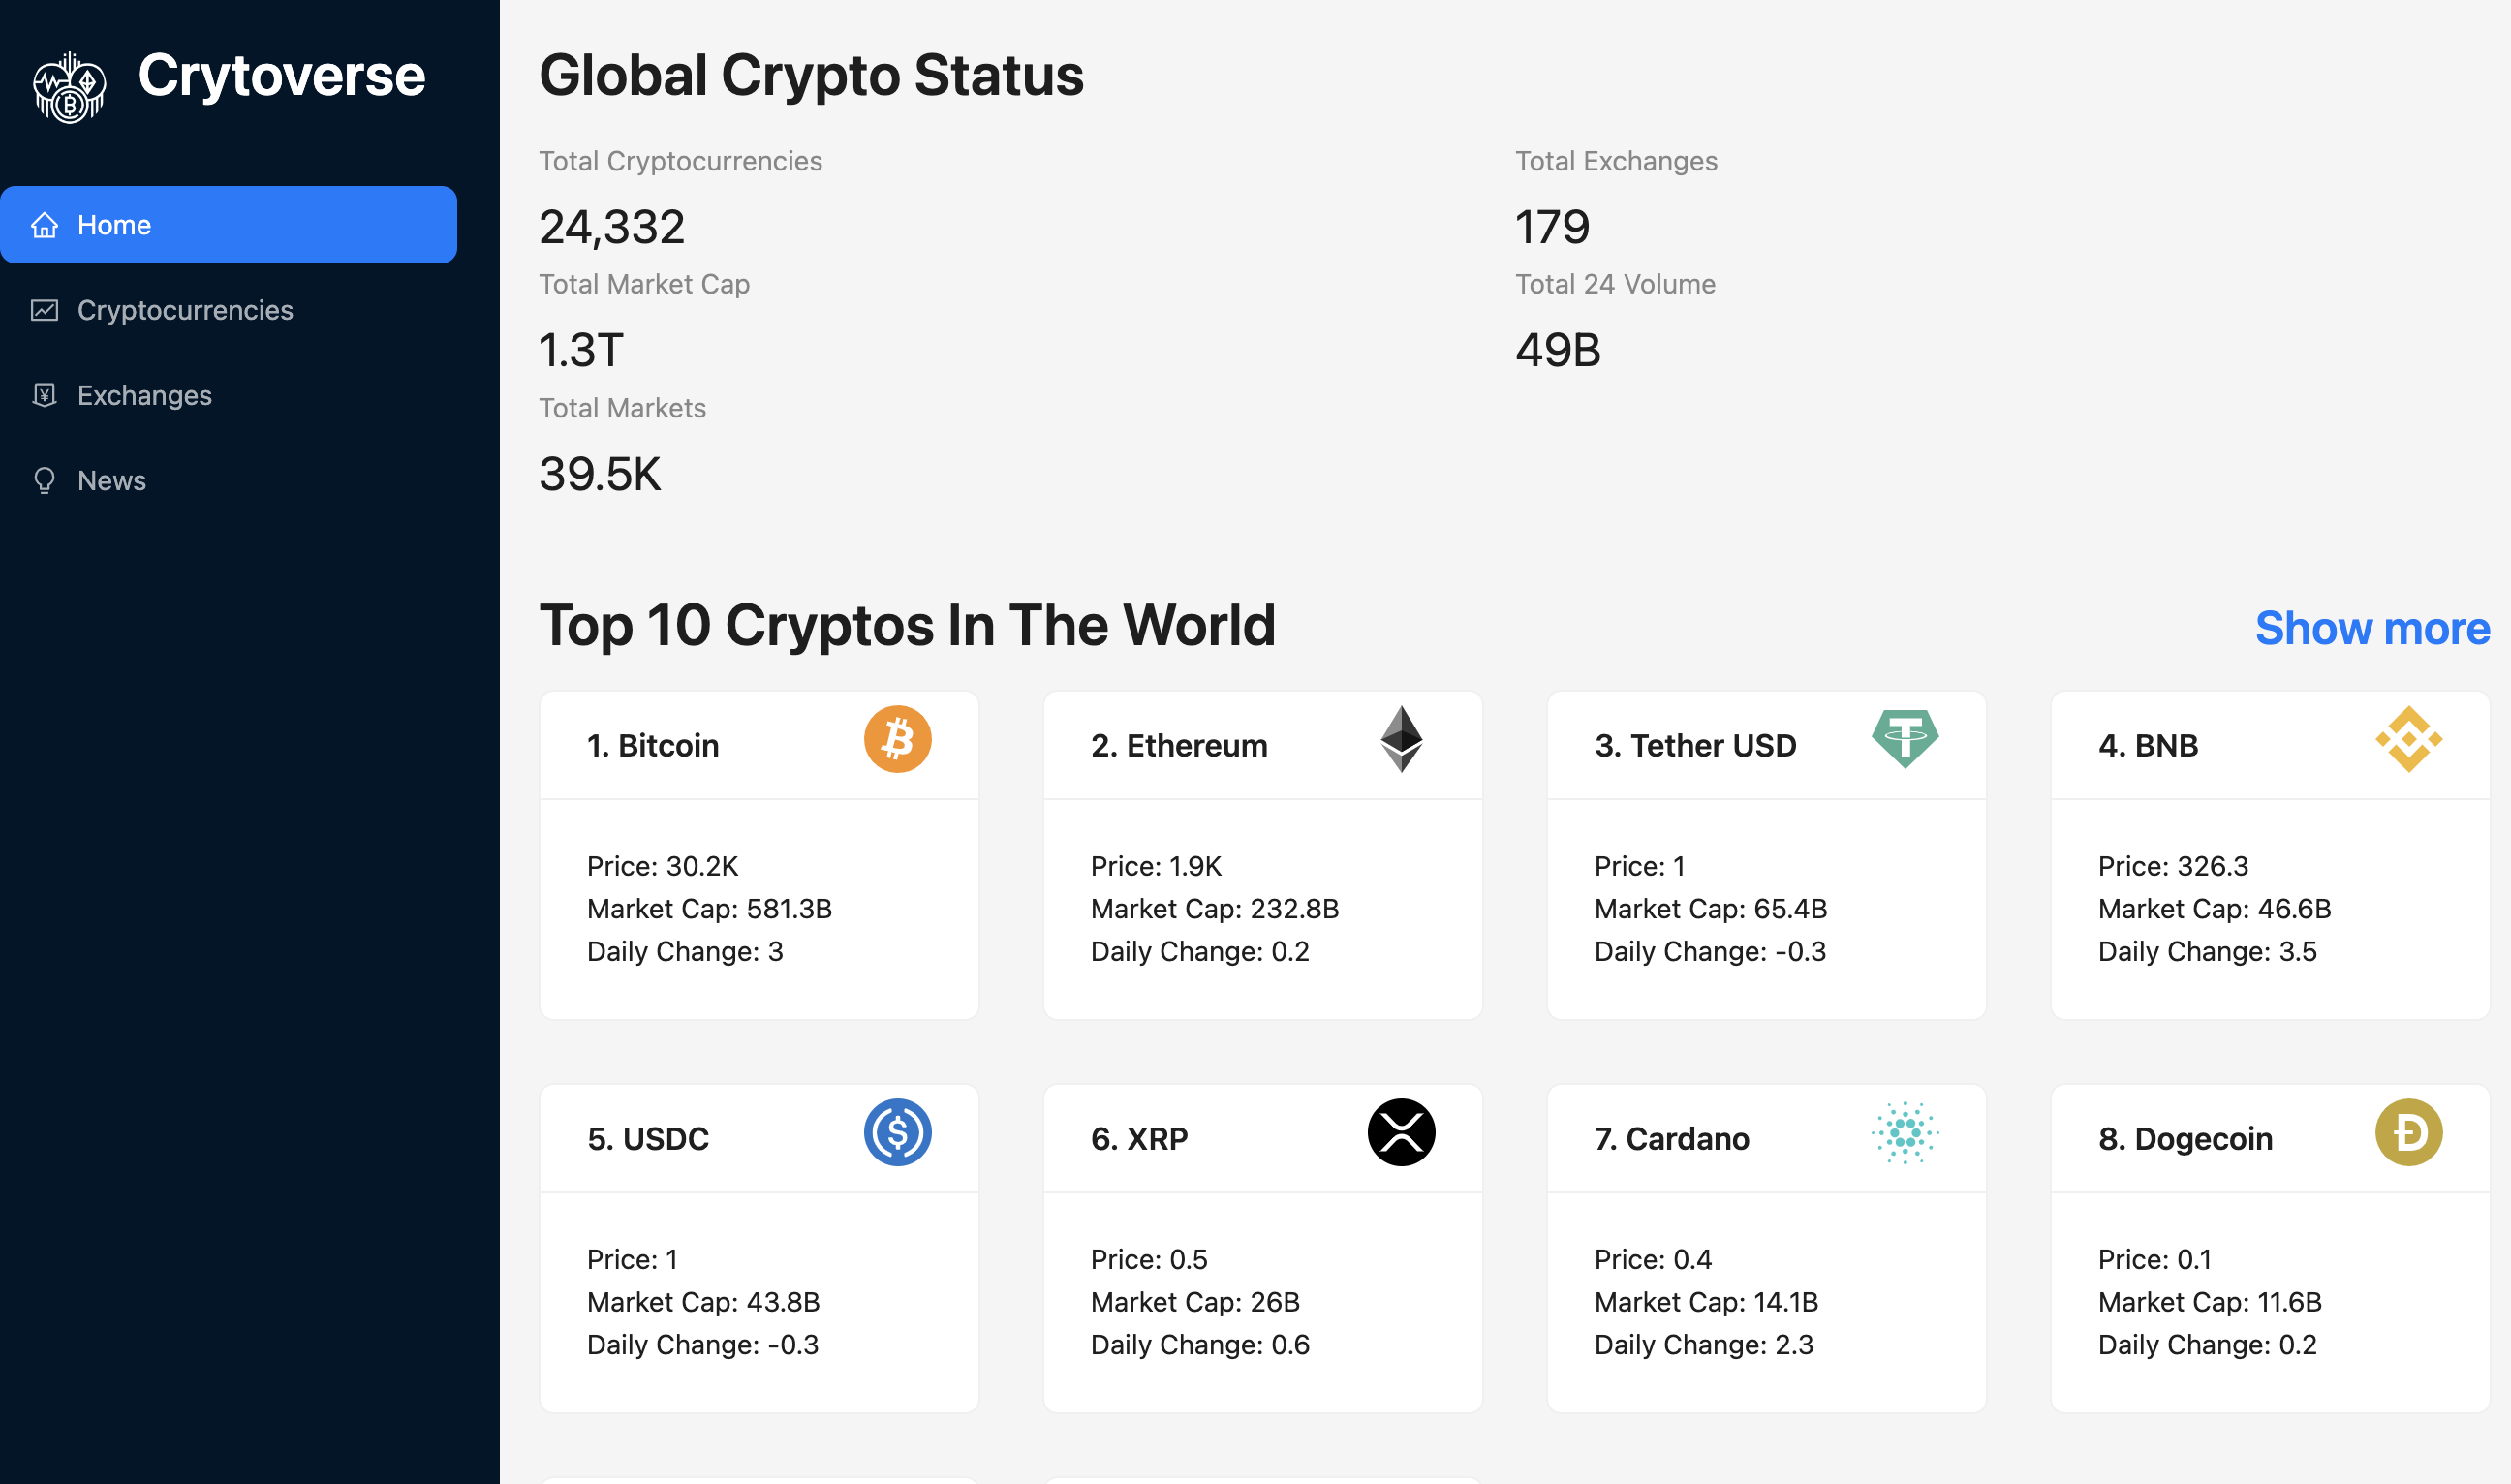 Crytoverse
Home
Cryptocurrencies
Exchanges
News
Global Crypto Status
Total Cryptocurrencies
24,332
Total Exchanges
179
Total Market Cap
1.3T
Total 24 Volume
49B
Total Markets
39.5K
Top 10 Cryptos In The World
Show more
1. Bitcoin
Price: 30.2K
Market Cap: 581.3B
Daily Change: 3
2. Ethereum
Price: 1.9K
Market Cap: 232.8B
Daily Change: 0.2
3. Tether USD
Price: 1
Market Cap: 65.4B
Daily Change: -0.3
4. BNB
Price: 326.3
Market Cap: 46.6B
Daily Change: 3.5
5. USDC
Price: 1
Market Cap: 43.8B
Daily Change: -0.3
6. XRP
Price: 0.5
Market Cap: 26B
Daily Change: 0.6
7. Cardano
Price: 0.4
Market Cap: 14.1B
Daily Change: 2.3
8. Dogecoin
Price: 0.1
Market Cap: 11.6B
Daily Change: 0.2